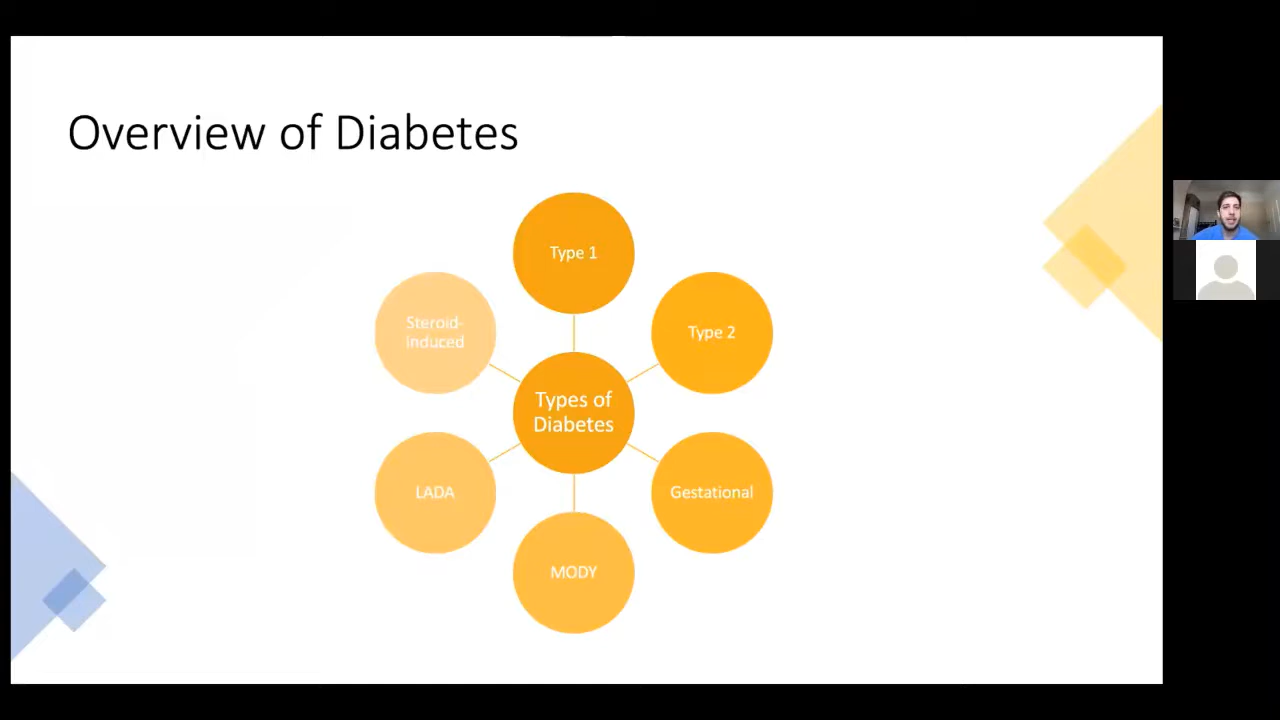 Overview of Diabetes
Type 1
Type 2
Gestational
MODY
LADA
Steroid-
induced
Types of
Diabetes